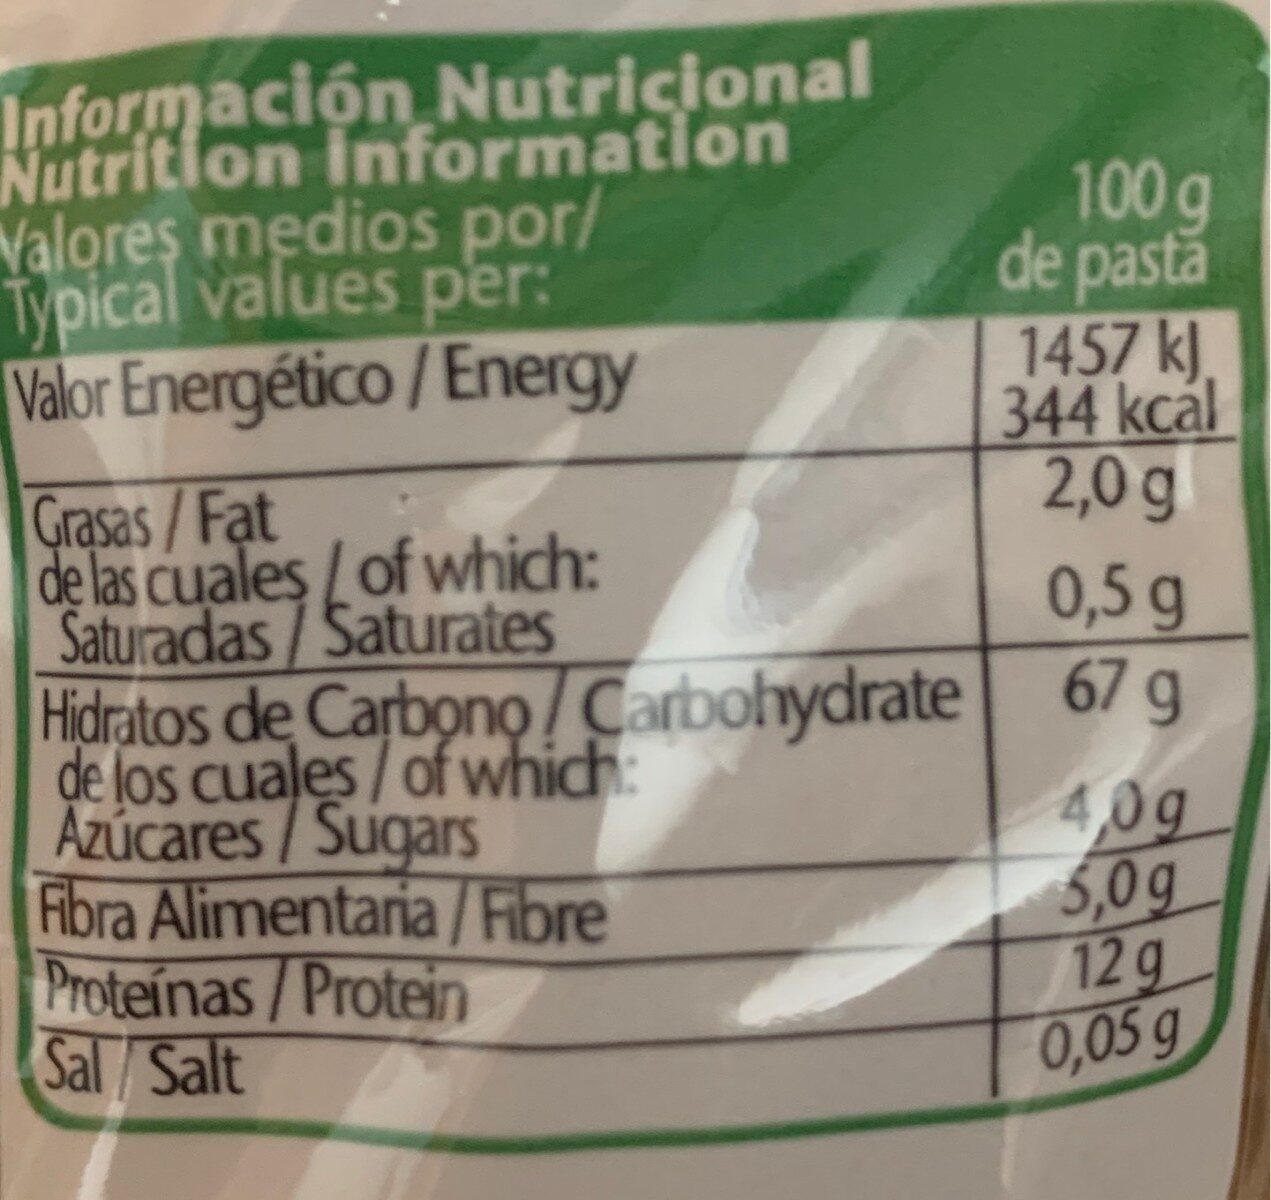 Información Nutricional
Nutrition Information
Valores medios por/
Typical values per:
100 g
de pasta
Valor Energético / Energy
1457 kJ
344 kcal
Grasas / Fat
2,0 g
de las cuales / of which:
Saturadas / Saturates
0,5 g
Hidratos de Carbono / Carbohydrate
67 g
de los cuales / of which:
Azúcares / Sugars
4,0 g
Fibra Alimentaria / Fibre
5,0 g
Proteínas / Protein
12 g
Sal / Salt
0,05 g